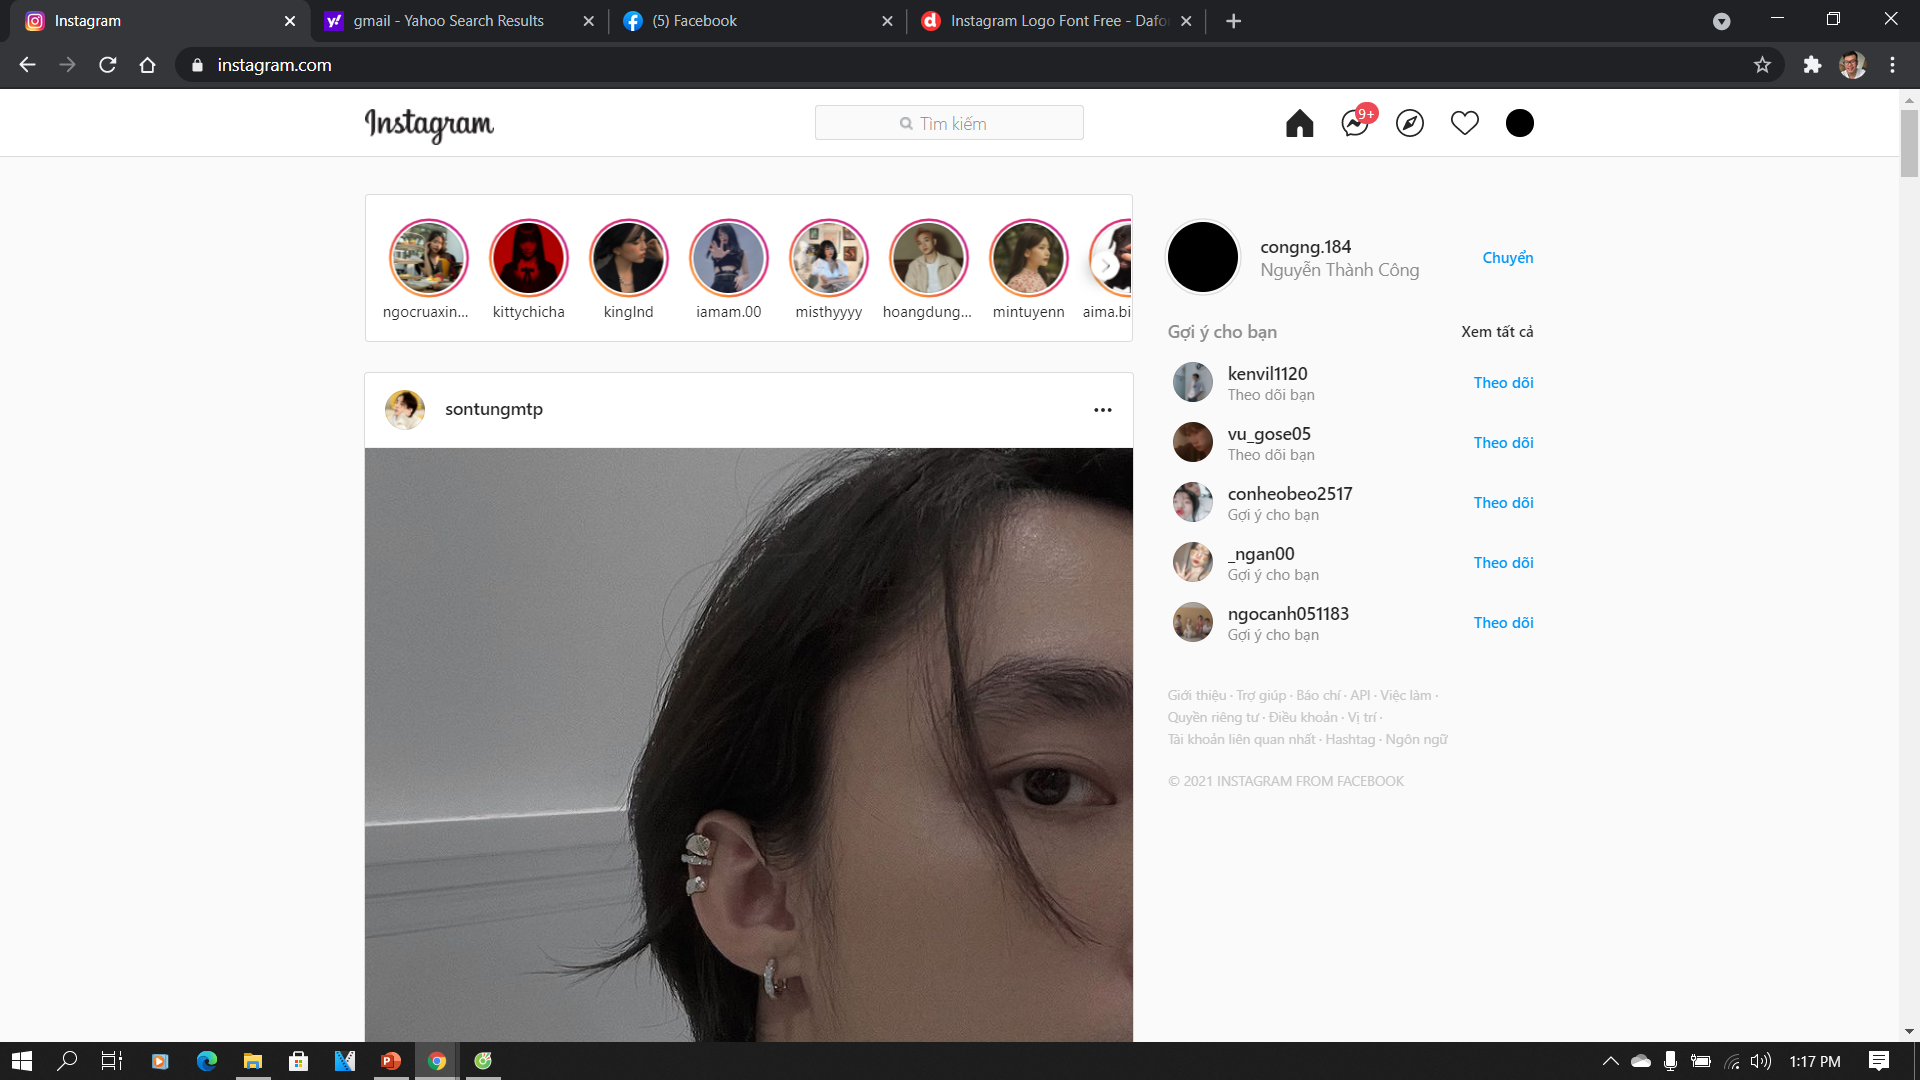 Instagram
gmail - Yahoo Search Results
(5) Facebook
Instagram Logo Font Free - Dafo
instagram.com
Instagram
Tìm kiếm
9+
ngocruaxin...
kittychicha
kinglnd
iamam.00
misthyyyy
hoangdung...
mintuyenn
aima.bi
congng.184
Nguyễn Thành Công
Chuyển
Gợi ý cho bạn
Xem tất cả
kenvil1120
Theo dõi bạn
Theo dõi
vu_gose05
Theo dõi bạn
Theo dõi
conheobeo2517
Gợi ý cho bạn
Theo dõi
_ngan00
Gợi ý cho bạn
Theo dõi
ngocanh051183
Gợi ý cho bạn
Theo dõi
Giới thiệu · Trợ giúp · Báo chí · API · Việc làm ·
Quyền riêng tư · Điều khoản · Vị trí ·
Tài khoản liên quan nhất · Hashtag · Ngôn ngữ
© 2021 INSTAGRAM FROM FACEBOOK
sontungmtp
1:17 PM